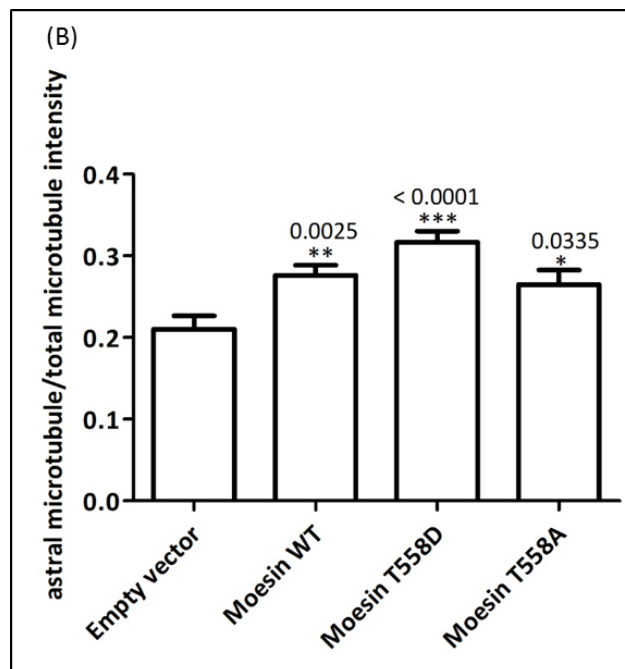 (B)
astral microtubule/total microtubule intensity
0.4
0.3
0.2
0.1
0.0
0.0025
**
< 0.0001
***
0.0335
*
Empty vector
Moesin WT
Moesin T558D
Moesin T558A